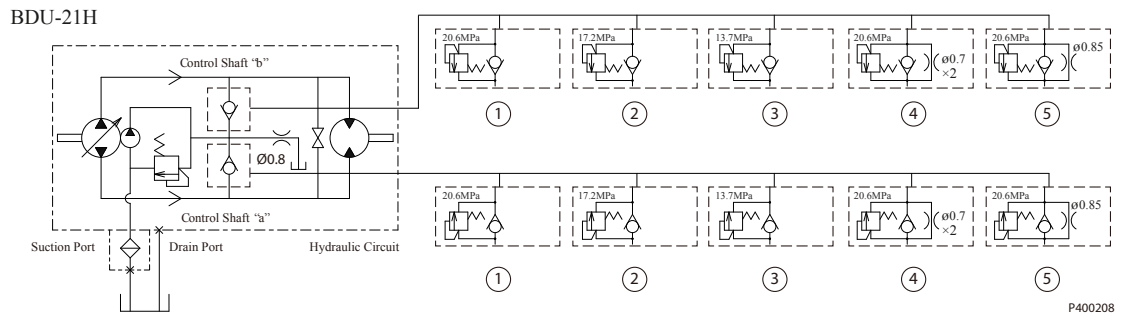 BDU-21H
Control Shaft “b”
Ø0.8
Control Shaft “a”
Suction Port
Drain Port
Hydraulic Circuit
20.6MPa
17.2MPa
13.7MPa
20.6MPa
ø0.7
×2
20.6MPa
ø0.85
1
2
3
4
5
20.6MPa
17.2MPa
13.7MPa
20.6MPa
ø0.7
×2
20.6MPa
ø0.85
1
2
3
4
5
P400208